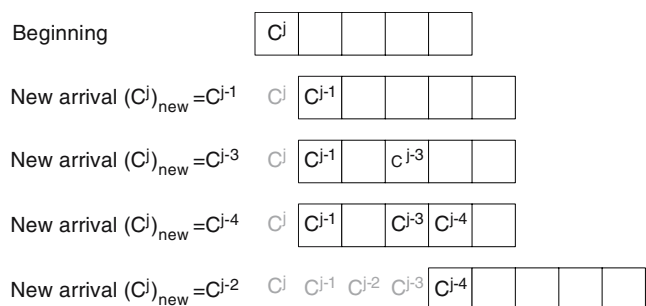 Beginning C^j
New arrival (C^j)_new =C^j-1 C^j C^j-1
New arrival (C^j)_new =C^j-3 C^j C^j-1 C^j-3
New arrival (C^j)_new =C^j-4 C^j C^j-1 C^j-3 C^j-4
New arrival (C^j)_new =C^j-2 C^j C^j-1 C^j-2 C^j-3 C^j-4